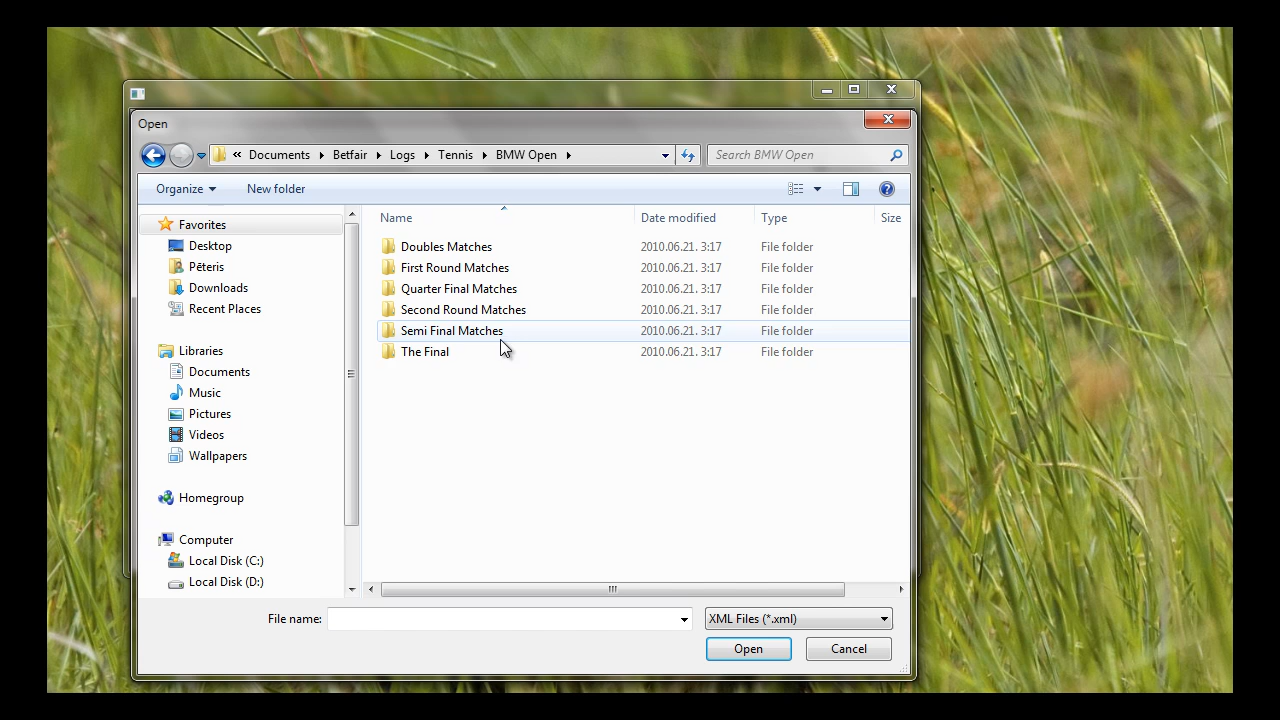 Open
« Documents Betfair Logs Tennis BMW Open Search BMW Open
Organize New folder
Name Date modified Type Size
Favorites
Desktop
Pēteris
Downloads
Recent Places
Libraries
Documents
Music
Pictures
Videos
Wallpapers
Homegroup
Computer
Local Disk (C:)
Local Disk (D:)
Doubles Matches 2010.06.21. 3:17 File folder
First Round Matches 2010.06.21. 3:17 File folder
Quarter Final Matches 2010.06.21. 3:17 File folder
Second Round Matches 2010.06.21. 3:17 File folder
Semi Final Matches 2010.06.21. 3:17 File folder
The Final 2010.06.21. 3:17 File folder
File name: XML Files (*.xml)
Open Cancel